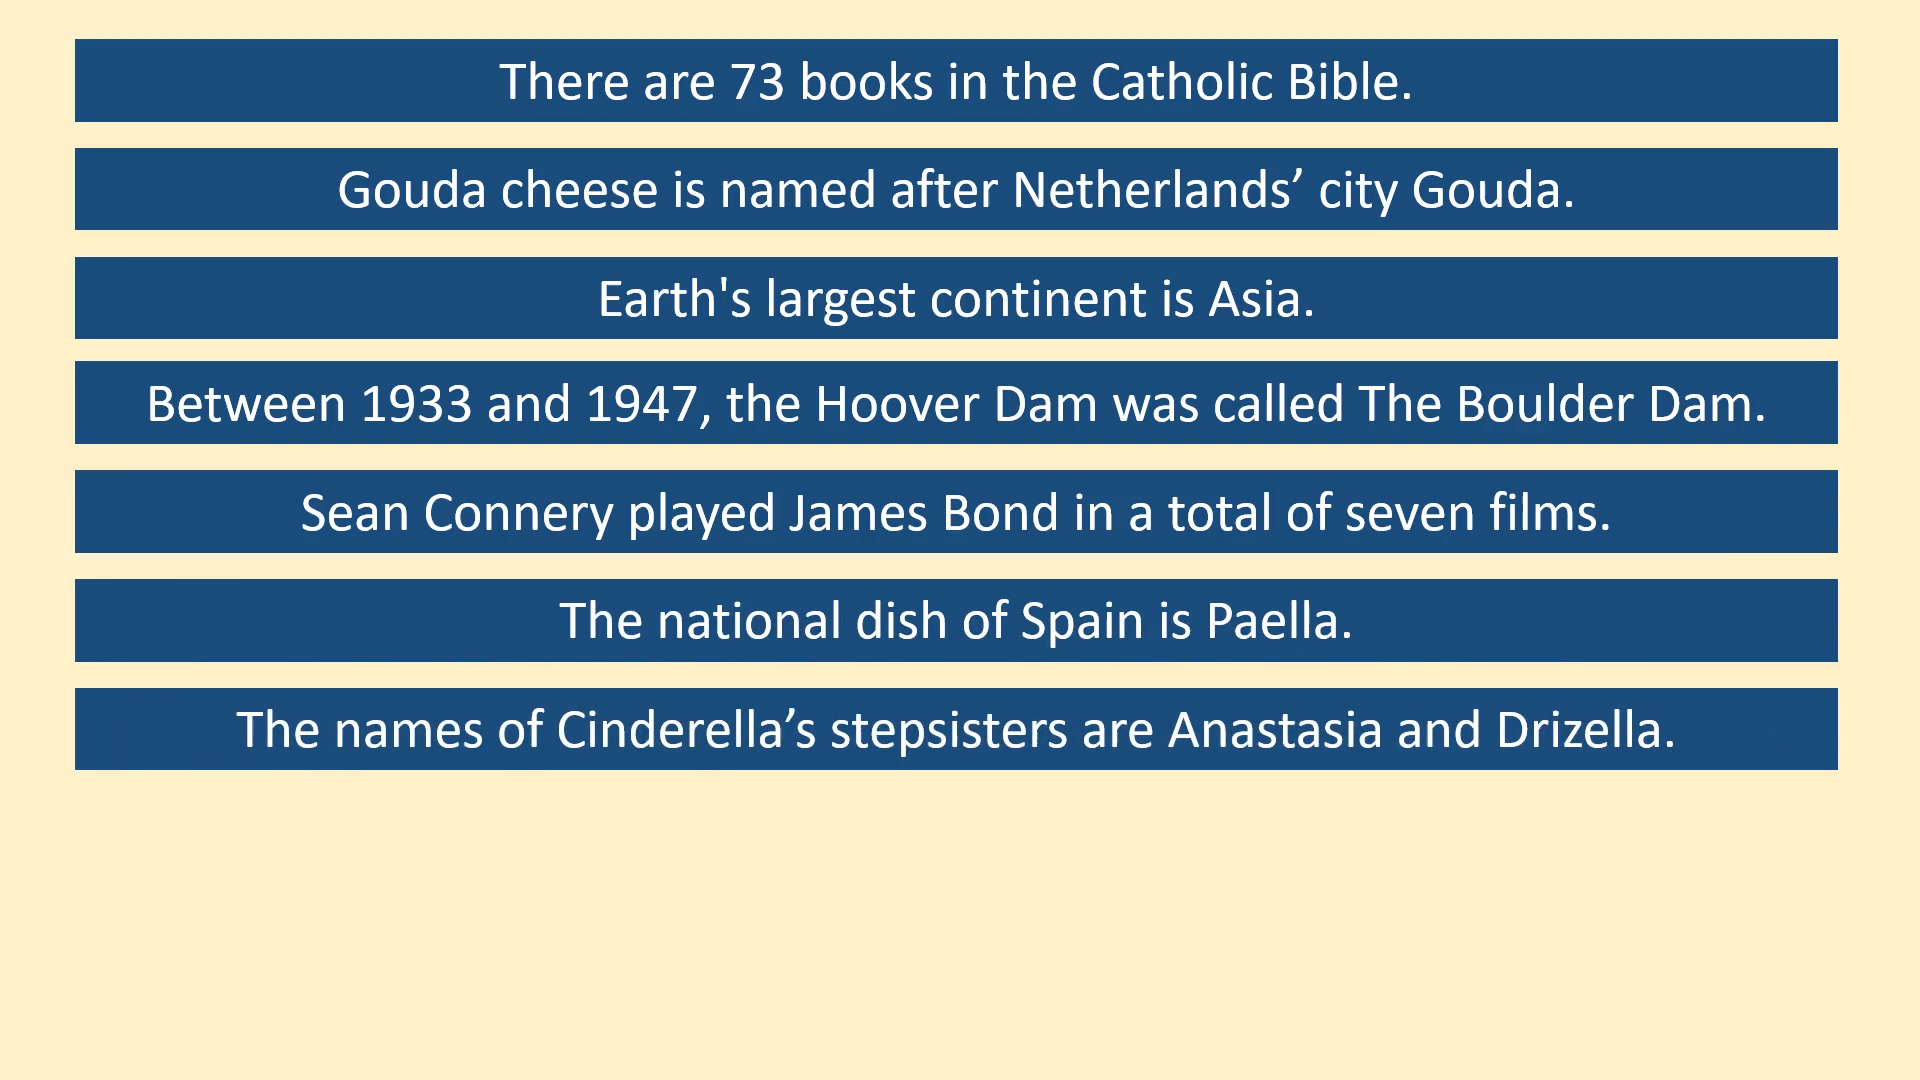 There are 73 books in the Catholic Bible.
Gouda cheese is named after Netherlands’ city Gouda.
Earth's largest continent is Asia.
Between 1933 and 1947, the Hoover Dam was called The Boulder Dam.
Sean Connery played James Bond in a total of seven films.
The national dish of Spain is Paella.
The names of Cinderella’s stepsisters are Anastasia and Drizella.